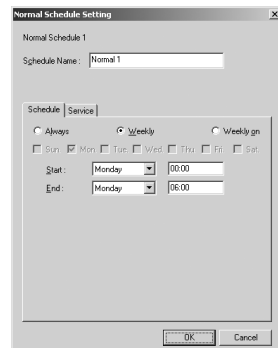 Normal Schedule Setting
Normal Schedule 1
Schedule Name : Normal 1
Schedule Service
Always Weekly Weekly on
Sun. Mon Tue. Wed Thu. Fri. Sat.
Start : Monday 00:00
End : Monday 06:00
OK Cancel